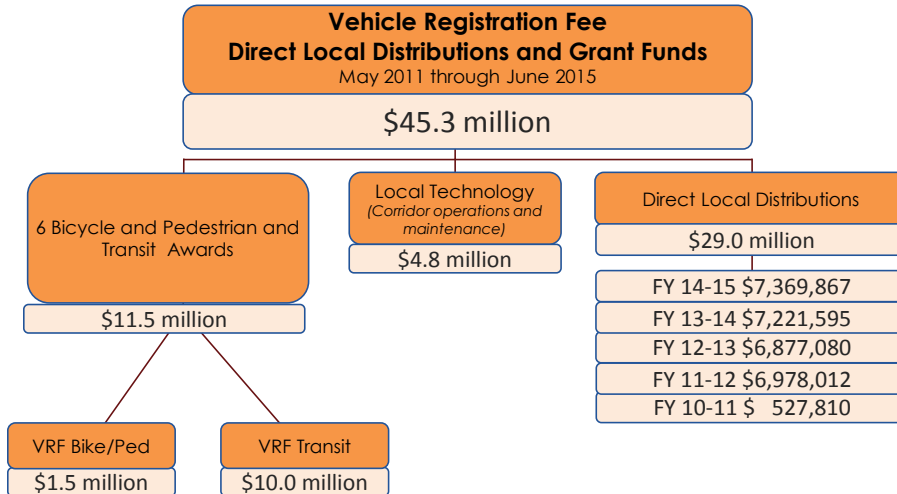 Vehicle Registration Fee
Direct Local Distributions and Grant Funds
May 2011 through June 2015
$45.3 million
6 Bicycle and Pedestrian and
Transit Awards
$11.5 million
VRF Bike/Ped
$1.5 million
VRF Transit
$10.0 million
Local Technology
(Corridor operations and
maintenance)
$4.8 million
Direct Local Distributions
$29.0 million
FY 14-15 $7,369,867
FY 13-14 $7,221,595
FY 12-13 $6,877,080
FY 11-12 $6,978,012
FY 10-11 $ 527,810